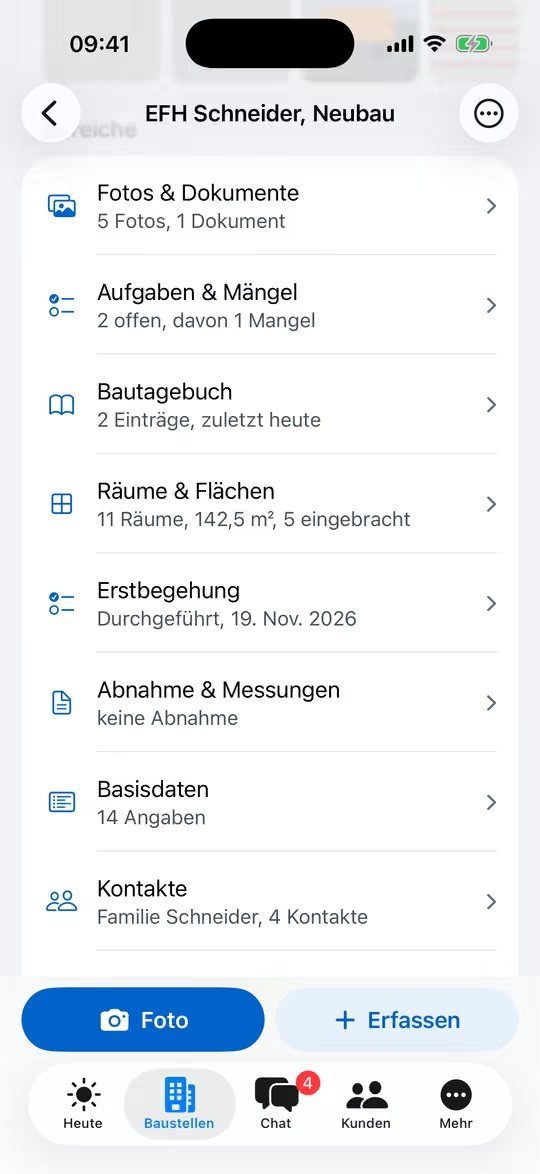 09:41
EFH Schneider, Neubau
Fotos & Dokumente
5 Fotos, 1 Dokument
Aufgaben & Mängel
2 offen, davon 1 Mangel
Bautagebuch
2 Einträge, zuletzt heute
Räume & Flächen
11 Räume, 142,5 m², 5 eingebracht
Erstbegehung
Durchgeführt, 19. Nov. 2026
Abnahme & Messungen
keine Abnahme
Basisdaten
14 Angaben
Kontakte
Familie Schneider, 4 Kontakte
Foto
+ Erfassen
4
Heute
Baustellen
Chat
Kunden
Mehr